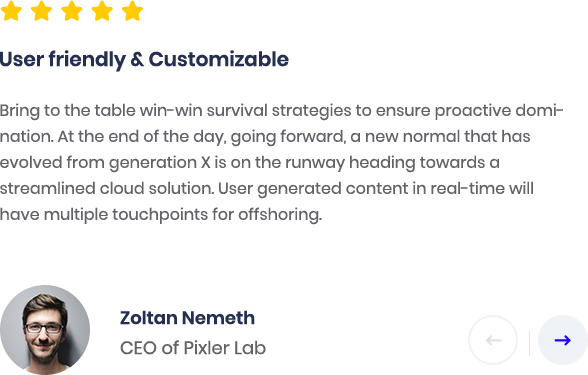 User friendly & Customizable
Bring to the table win-win survival strategies to ensure proactive domi-
nation. At the end of the day, going forward, a new normal that has
evolved from generation X is on the runway heading towards a
streamlined cloud solution. User generated content in real-time will
have multiple touchpoints for offshoring.
Zoltan Nemeth
CEO of Pixler Lab